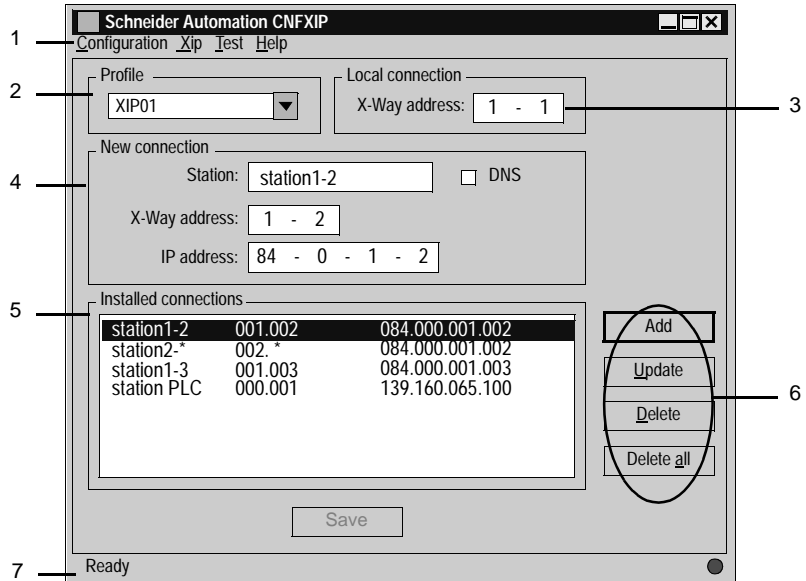 Schneider Automation CNFXIP
1
Configuration Xip Test Help
Profile
Local connection
2
XIP01
X-Way address: 1 - 1
3
New connection
4
Station: station1-2
DNS
X-Way address: 1 - 2
IP address: 84 - 0 - 1 - 2
5
Installed connections
station1-2 001.002 084.000.001.002
station2-* 002. * 084.000.001.002
station1-3 001.003 084.000.001.003
station PLC 000.001 139.160.065.100
Add
Update
Delete
Delete all
6
Save
7
Ready